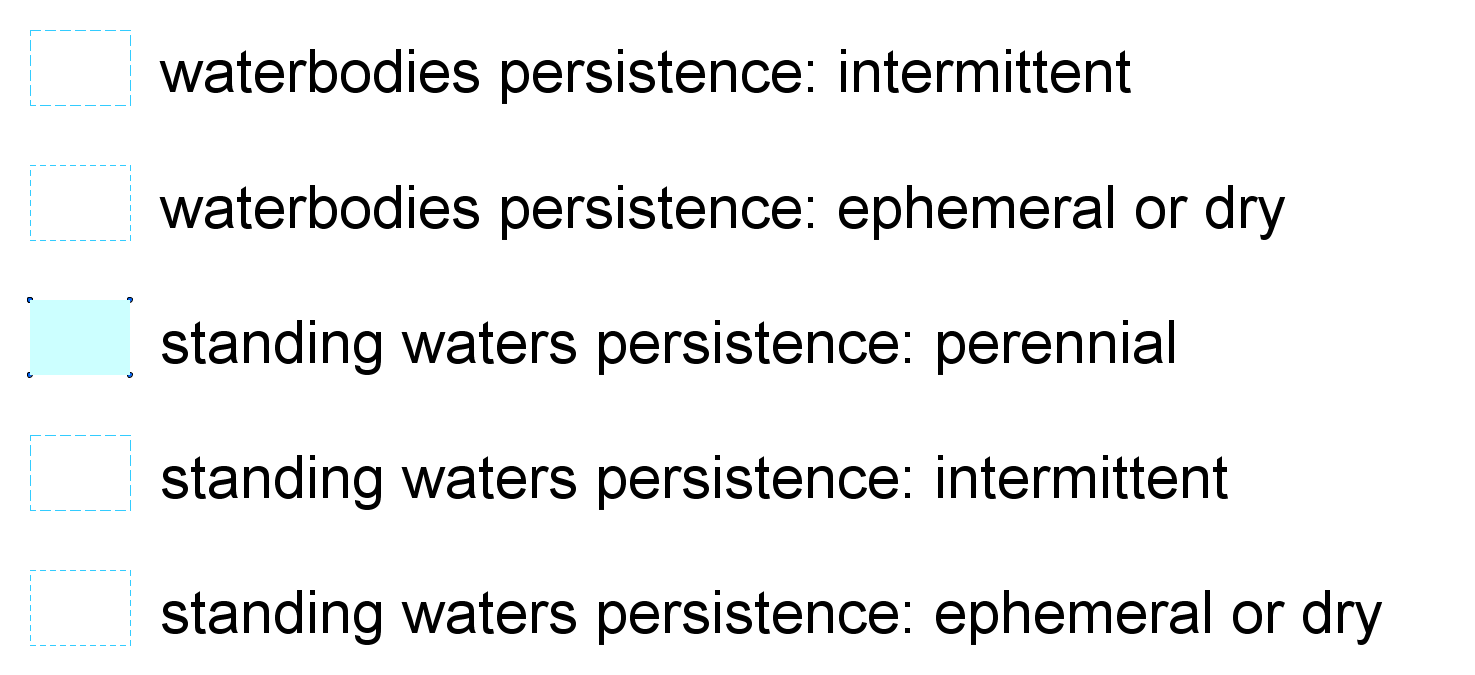 waterbodies persistence: intermittent
waterbodies persistence: ephemeral or dry
standing waters persistence: perennial
standing waters persistence: intermittent
standing waters persistence: ephemeral or dry